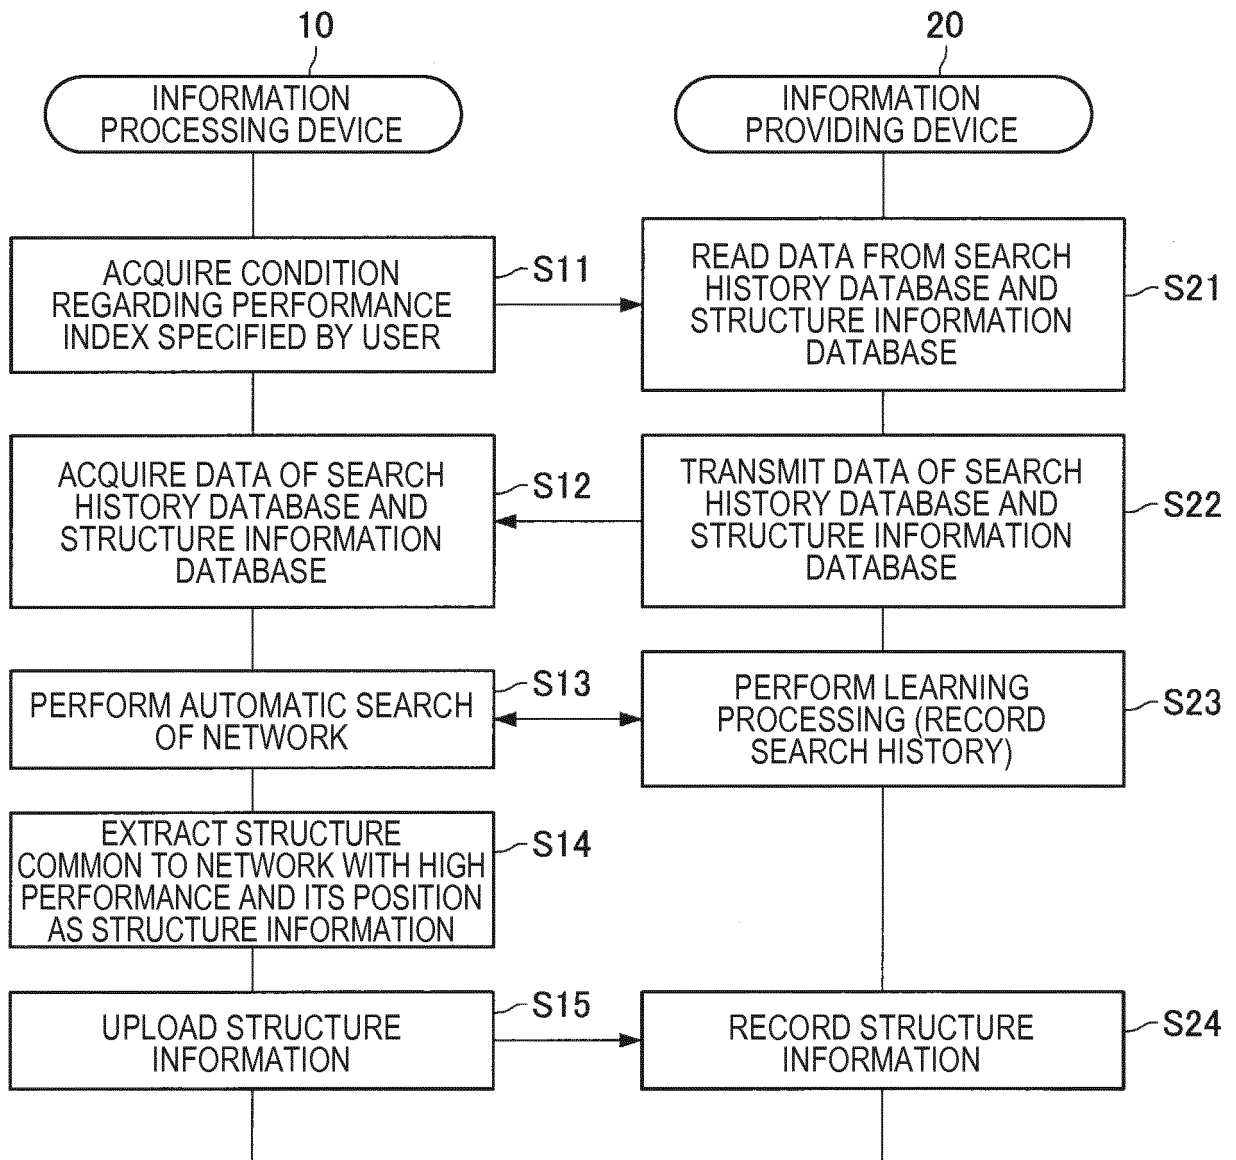 10
20
INFORMATION
PROCESSING DEVICE
INFORMATION
PROVIDING DEVICE
ACQUIRE CONDITION
REGARDING PERFORMANCE
INDEX SPECIFIED BY USER
S11
READ DATA FROM SEARCH
HISTORY DATABASE AND
STRUCTURE INFORMATION
DATABASE
S21
ACQUIRE DATA OF SEARCH
HISTORY DATABASE AND
STRUCTURE INFORMATION
DATABASE
S12
TRANSMIT DATA OF SEARCH
HISTORY DATABASE AND
STRUCTURE INFORMATION
DATABASE
S22
PERFORM AUTOMATIC SEARCH
OF NETWORK
S13
PERFORM LEARNING
PROCESSING (RECORD
SEARCH HISTORY)
S23
EXTRACT STRUCTURE
COMMON TO NETWORK WITH HIGH
PERFORMANCE AND ITS POSITION
AS STRUCTURE INFORMATION
S14
UPLOAD STRUCTURE
INFORMATION
S15
RECORD STRUCTURE
INFORMATION
S24